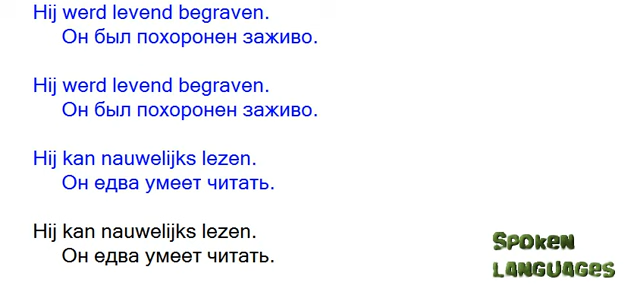 Hij werd levend begraven.
Он был похоронен заживо.
Hij werd levend begraven.
Он был похоронен заживо.
Hij kan nauwelijks lezen.
Он едва умеет читать.
Hij kan nauwelijks lezen.
Он едва умеет читать.
SPOKEN
LANGUAGES